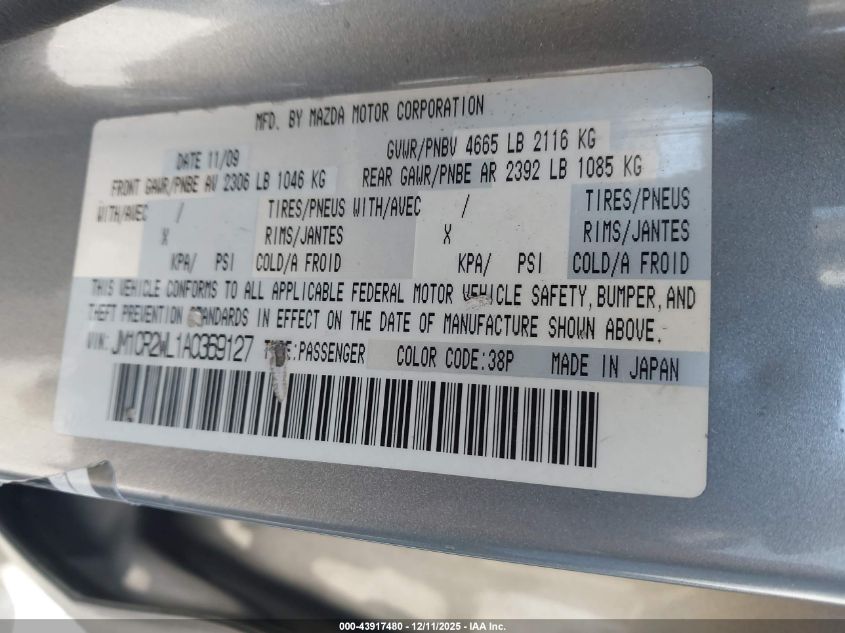 MFD. BY MAZDA MOTOR CORPORATION
DATE 11/09 GVWR/PNBV 4665 LB 2116 KG
FRONT GAWR/PNBE AV 2306 LB 1046 KG REAR GAWR/PNBE AR 2392 LB 1085 KG
WITH/AVEC / TIRES/PNEUS WITH/AVEC / TIRES/PNEUS
X RIMS/JANTES X RIMS/JANTES
KPA/ PSI COLD/A FROID KPA/ PSI COLD/A FROID
THIS VEHICLE CONFORMS TO ALL APPLICABLE FEDERAL MOTOR VEHICLE SAFETY, BUMPER, AND
THEFT PREVENTION STANDARDS IN EFFECT ON THE DATE OF MANUFACTURE SHOWN ABOVE.
VIN: JM1CR2WL1A0369127 TYPE:PASSENGER COLOR CODE:38P MADE IN JAPAN
000-43917480 - 12/11/2025 - IAA Inc.